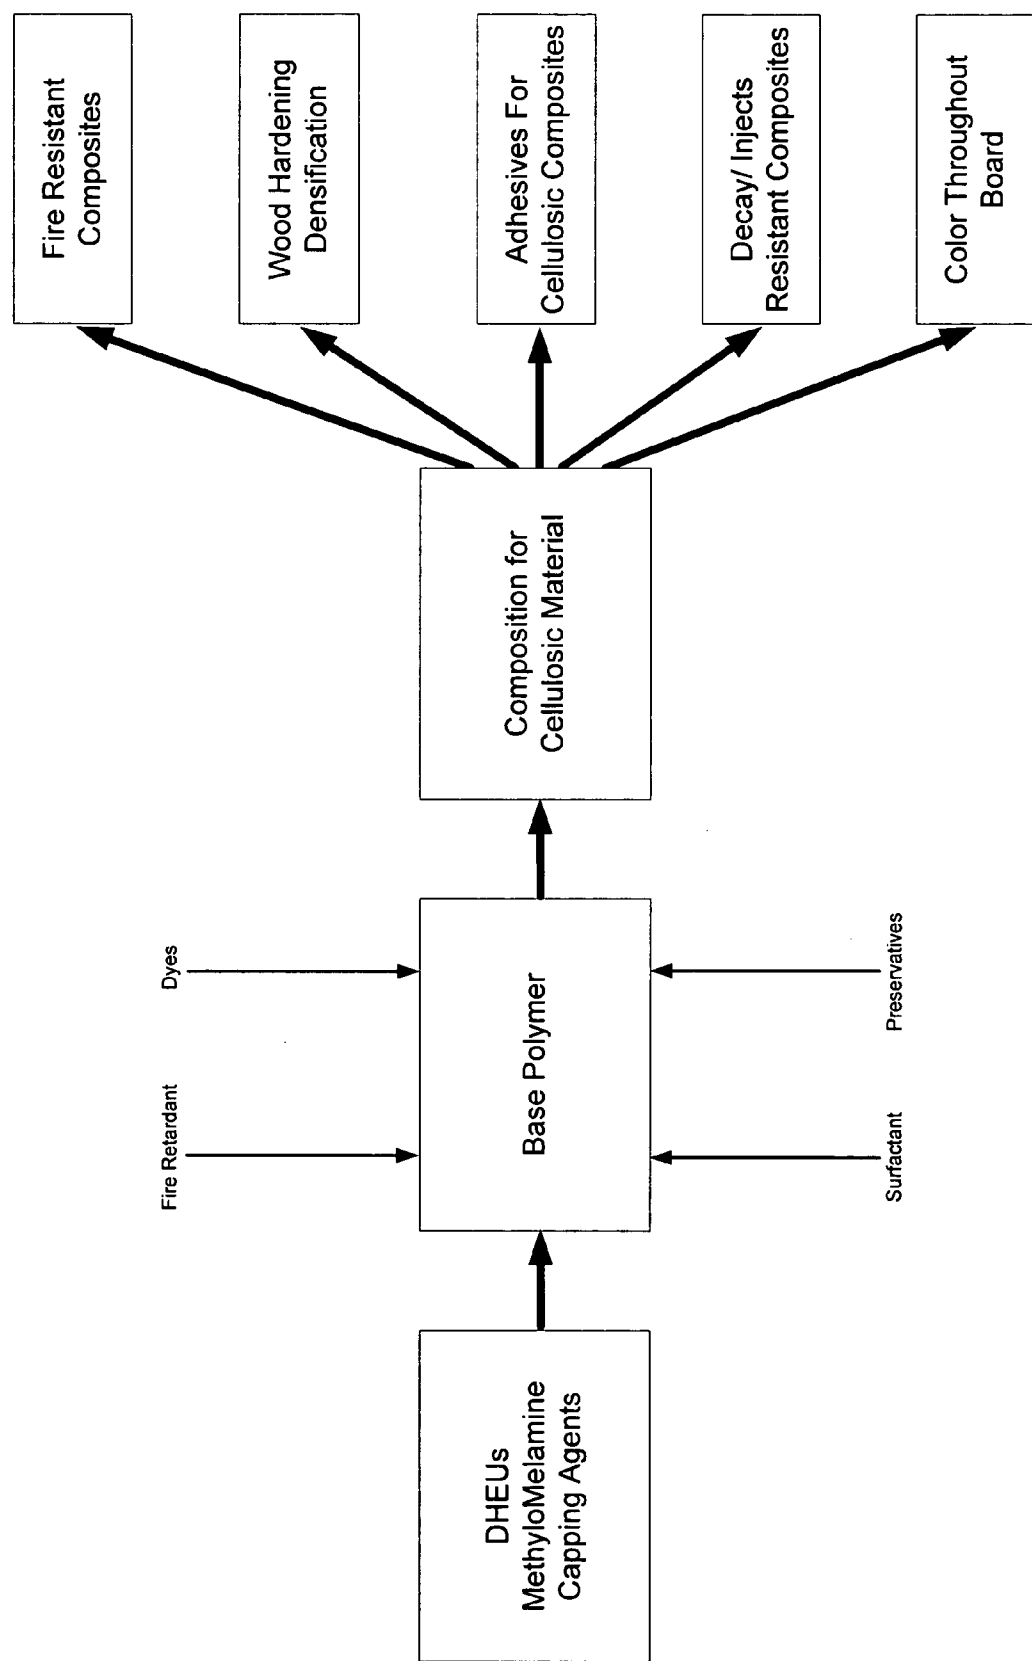 DHEUs
MethyloMelamine
Capping Agents
Fire Retardant
Dyes
Base Polymer
Surfactant
Preservatives
Composition for
Cellulosic Material
Fire Resistant
Composites
Wood Hardening
Densification
Adhesives For
Cellulosic Composites
Decay/ Injects
Resistant Composites
Color Throughout
Board